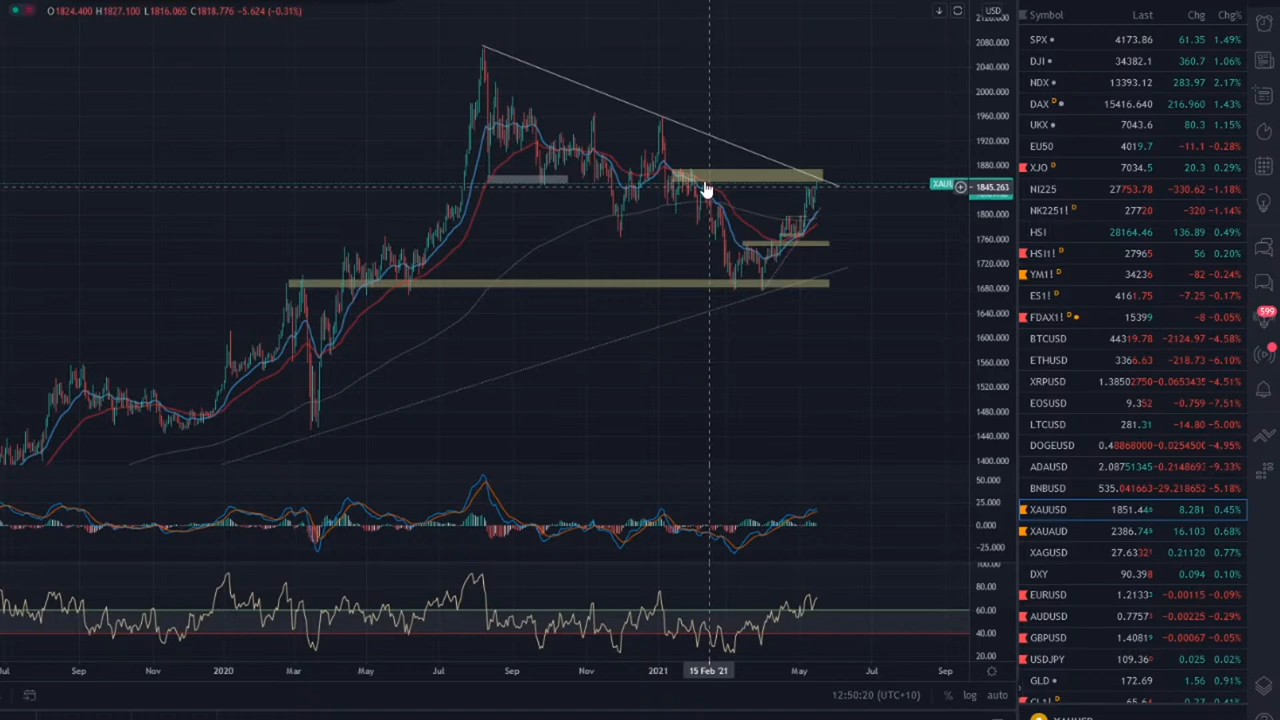 O1824.400 H1827.100 L1816.065 C1818.776 -5.624 (-0.31%)
USD
2080.000
2040.000
2000.000
1960.000
1920.000
1880.000
XAU
1845.263
1800.000
1760.000
1720.000
1680.000
1640.000
1600.000
1560.000
1520.000
1480.000
1440.000
1400.000
50.000
25.000
0.000
-25.000
100.00
80.00
60.00
40.00
20.00
Jul Sep Nov 2020 Mar May Jul Sep Nov 2021 15 Feb '21 May Jul Sep
12:50:20 (UTC+10) % log auto
Symbol Last Chg Chg%
SPX 4173.86 61.35 1.49%
DJI 34382.1 360.7 1.06%
NDX 13393.12 283.97 2.17%
DAX D 15416.640 216.960 1.43%
UKX 7043.6 80.3 1.15%
EU50 4019.7 -11.1 -0.28%
XJO D 7034.5 20.3 0.29%
NI225 27753.78 -330.62 -1.18%
NK2251! D 27720 -320 -1.14%
HSI 28164.46 136.89 0.49%
HSI1! D 27965 56 0.20%
YM1! D 34236 -82 -0.24%
ES1! D 4161.75 -7.25 -0.17%
FDAX1! D 15399 -8 -0.05%
BTCUSD 44319.78 -2124.97 -4.58%
ETHUSD 3366.63 -218.73 -6.10%
XRPUSD 1.38502750 -0.0653435 -4.51%
EOSUSD 9.352 -0.759 -7.51%
LTCUSD 281.31 -14.80 -5.00%
DOGEUSD 0.48868000 -0.0254500 -4.95%
ADAUSD 2.08751345 -0.2148693 -9.33%
BNBUSD 535.041663 -29.218652 -5.18%
XAUUSD 1851.446 8.281 0.45%
XAUAUD 2386.746 16.103 0.68%
XAGUSD 27.6332 0.21120 0.77%
DXY 90.398 0.094 0.10%
EURUSD 1.2133 -0.00115 -0.09%
AUDUSD 0.7757 -0.00225 -0.29%
GBPUSD 1.40819 -0.00067 -0.05%
USDJPY 109.36 0.025 0.02%
GLD 172.69 1.56 0.91%
599